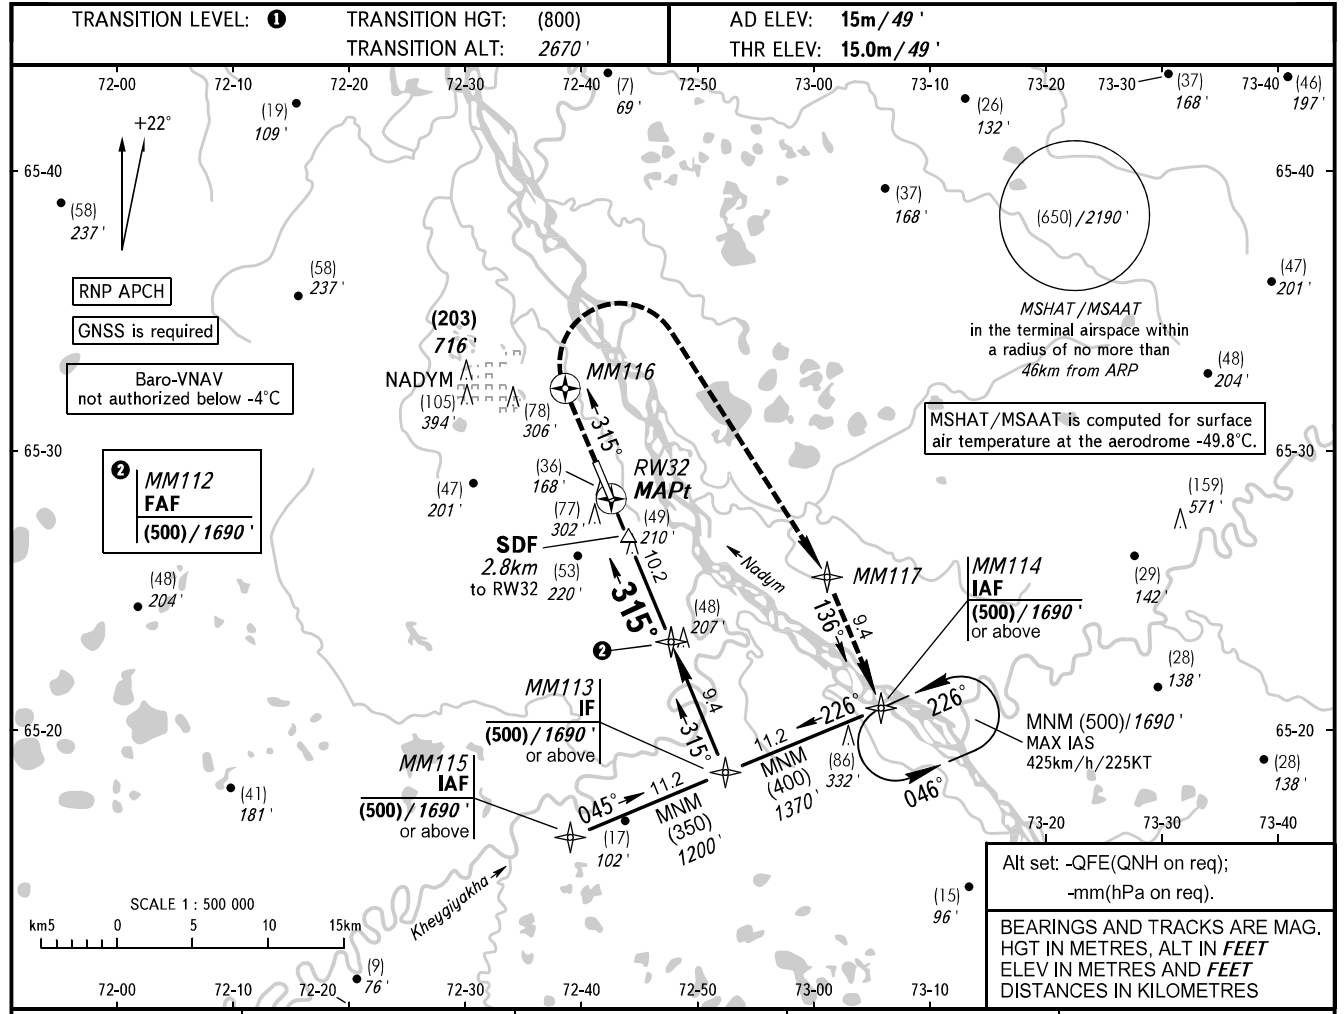 TRANSITION LEVEL: ❶ TRANSITION HGT: (800)
TRANSITION ALT: 2670 '
AD ELEV: 15m / 49 '
THR ELEV: 15.0m / 49 '
72-00 72-10 72-20 72-30 72-40 72-50 73-00 73-10 73-20 73-30 73-40
(19)
109 '
(7)
69 '
(26)
132 '
(37)
168 '
(46)
197 '
+22°
65-40
65-40
(58)
237 '
(37)
168 '
(650) / 2190 '
(58)
237 '
(47)
201 '
RNP APCH
GNSS is required
Baro-VNAV
not authorized below -4°C
MSHAT / MSAAT
in the terminal airspace within
a radius of no more than
46km from ARP
(48)
204 '
MSHAT/MSAAT is computed for surface
air temperature at the aerodrome -49.8°C.
(203)
716 '
NADYM
(105)
394 '
(78)
306 '
MM116
315°
65-30
65-30
❷ MM112
FAF
(500) / 1690 '
(47)
201 '
(36)
168 '
RW32
MAPt
(77)
302 '
(49)
210 '
(159)
571 '
SDF
2.8km
to RW32
(53)
220 '
10.2
315°
Nadym
MM117
(48)
204 '
(29)
142 '
MM114
IAF
(500) / 1690 '
or above
136°
9.4
(48)
207 '
❷
(28)
138 '
MM113
IF
(500) / 1690 '
or above
9.4
315°
226°
226°
046°
MNM (500)/ 1690 '
MAX IAS
425km/h/225KT
65-20
65-20
11.2
MNM
(400)
1370 '
(86)
332 '
(28)
138 '
MM115
IAF
(500) / 1690 '
or above
045°
11.2
MNM
(350)
1200 '
(41)
181 '
(17)
102 '
73-20 73-30 73-40
Kheygiyakha
(15)
96 '
Alt set: -QFE(QNH on req);
-mm(hPa on req).
BEARINGS AND TRACKS ARE MAG.
HGT IN METRES, ALT IN FEET
ELEV IN METRES AND FEET
DISTANCES IN KILOMETRES
SCALE 1 : 500 000
km5 0 5 10 15km
(9)
76 '
72-00 72-10 72-20 72-30 72-40 72-50 73-00 73-10